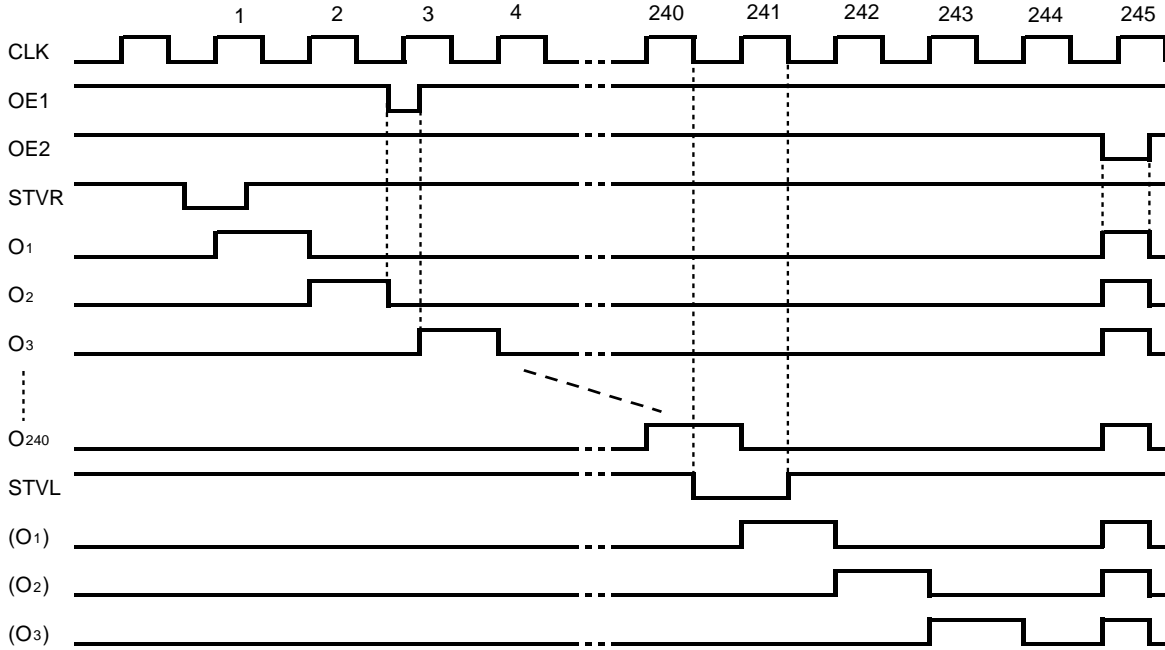 1 2 3 4 240 241 242 243 244 245
CLK
OE1
OE2
STVR
O1
O2
O3
O240
STVL
(O1)
(O2)
(O3)